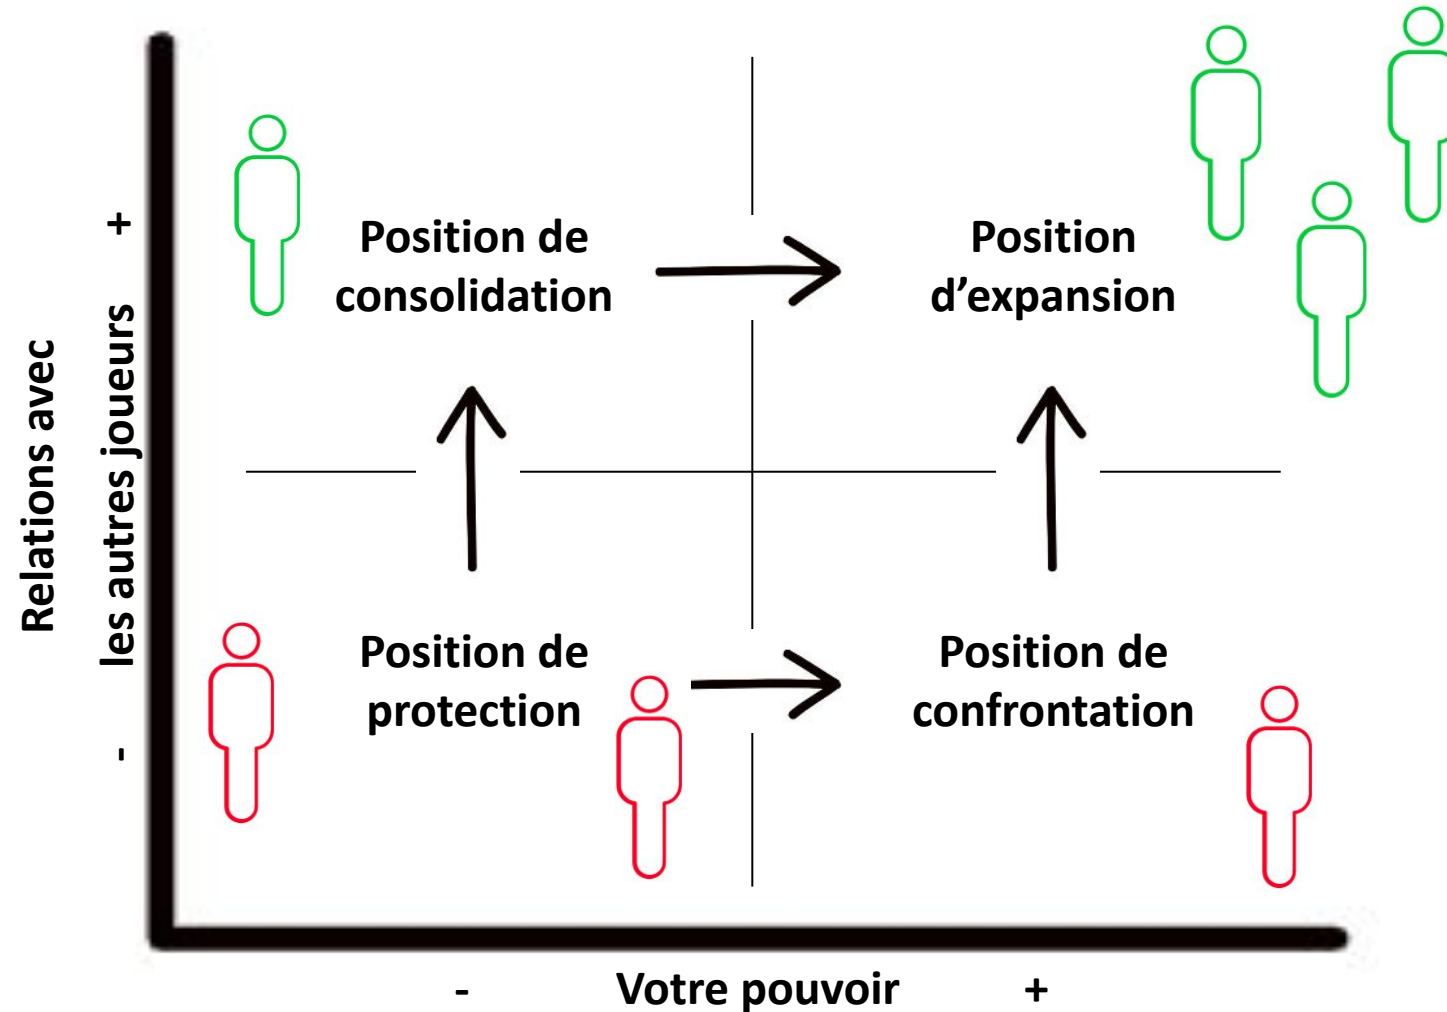 Relations avec
les autres joueurs
+
-
Position de
consolidation
Position
d’expansion
Position de
protection
Position de
confrontation
- Votre pouvoir +